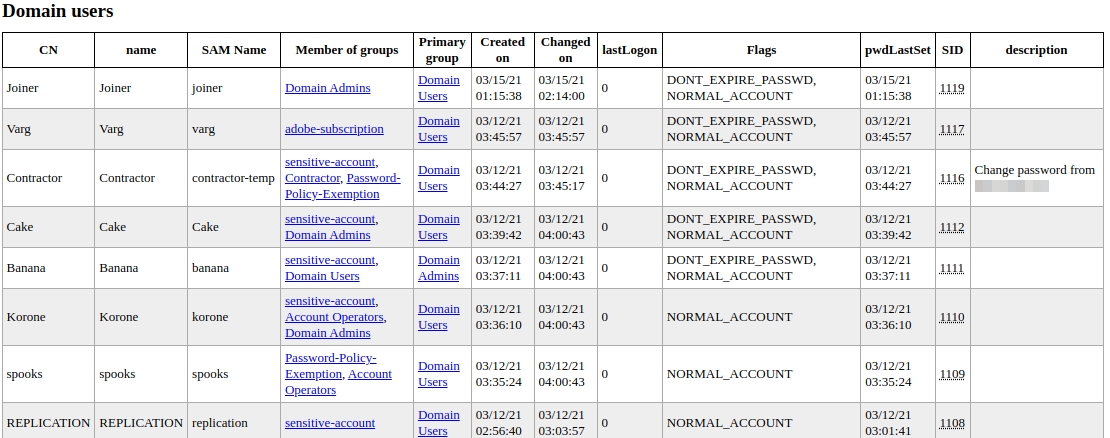 Domain users
CN name SAM Name Member of groups Primary group Created on Changed on lastLogon Flags pwdLastSet SID description
Joiner Joiner joiner Domain Admins Domain Users 03/15/21 01:15:38 03/15/21 02:14:00 0 DONT_EXPIRE_PASSWD, NORMAL_ACCOUNT 03/15/21 01:15:38 1119
Varg Varg varg adobe-subscription Domain Users 03/12/21 03:45:57 03/12/21 03:45:57 0 DONT_EXPIRE_PASSWD, NORMAL_ACCOUNT 03/12/21 03:45:57 1117
Contractor Contractor contractor-temp sensitive-account, Contractor, Password-Policy-Exemption Domain Users 03/12/21 03:44:27 03/12/21 03:45:17 0 DONT_EXPIRE_PASSWD, NORMAL_ACCOUNT 03/12/21 03:44:27 1116 Change password from
Cake Cake Cake sensitive-account, Domain Admins Domain Users 03/12/21 03:39:42 03/12/21 04:00:43 0 DONT_EXPIRE_PASSWD, NORMAL_ACCOUNT 03/12/21 03:39:42 1112
Banana Banana banana sensitive-account, Domain Users Domain Admins 03/12/21 03:37:11 03/12/21 04:00:43 0 DONT_EXPIRE_PASSWD, NORMAL_ACCOUNT 03/12/21 03:37:11 1111
Korone Korone korone sensitive-account, Account Operators, Domain Admins Domain Users 03/12/21 03:36:10 03/12/21 04:00:43 0 NORMAL_ACCOUNT 03/12/21 03:36:10 1110
spooks spooks spooks Password-Policy-Exemption, Account Operators Domain Users 03/12/21 03:35:24 03/12/21 04:00:43 0 NORMAL_ACCOUNT 03/12/21 03:35:24 1109
REPLICATION REPLICATION replication sensitive-account Domain Users 03/12/21 02:56:40 03/12/21 03:03:57 0 NORMAL_ACCOUNT 03/12/21 03:01:41 1108